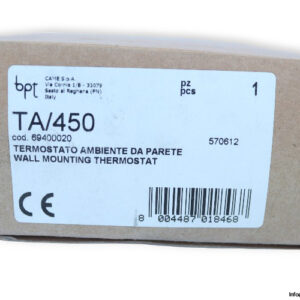 bpt
CAME S.p.A.
Via Cornia 1/B - 33079
Sesto al Reghena (PN)
Italy
pz
pcs
1
TA/450
cod. 69400020
570612
TERMOSTATO AMBIENTE DA PARETE
WALL MOUNTING THERMOSTAT
CE
8 004487 018468